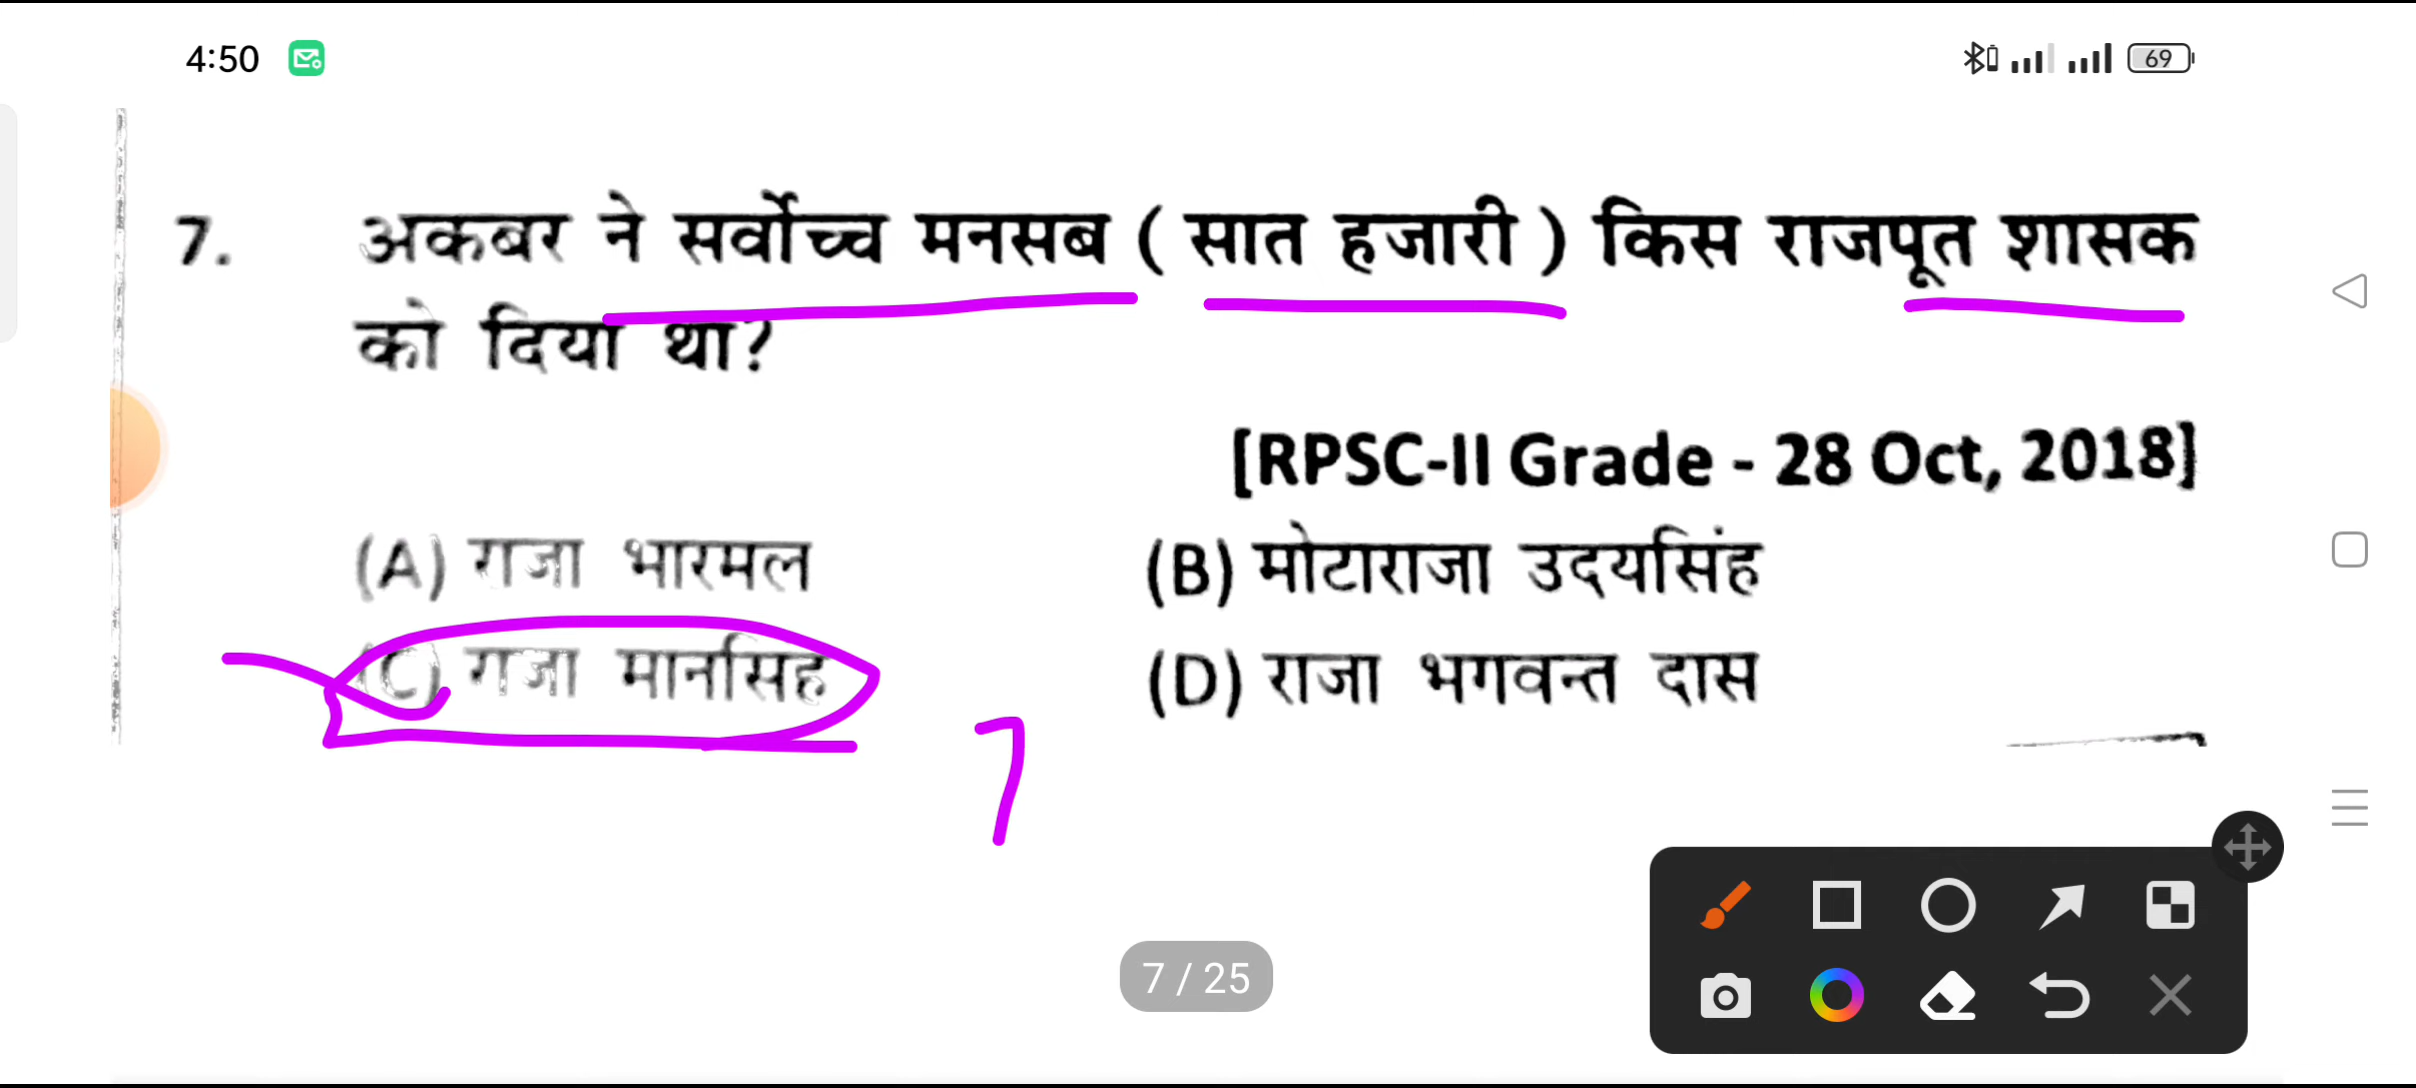 4:50
69
7. अकबर ने सर्वोच्च मनसब ( सात हजारी ) किस राजपूत शासक
को दिया था?
[RPSC-II Grade - 28 Oct, 2018]
(A) राजा भारमल (B) मोटाराजा उदयसिंह
(C) राजा मानसिंह (D) राजा भगवन्त दास
7
7 / 25